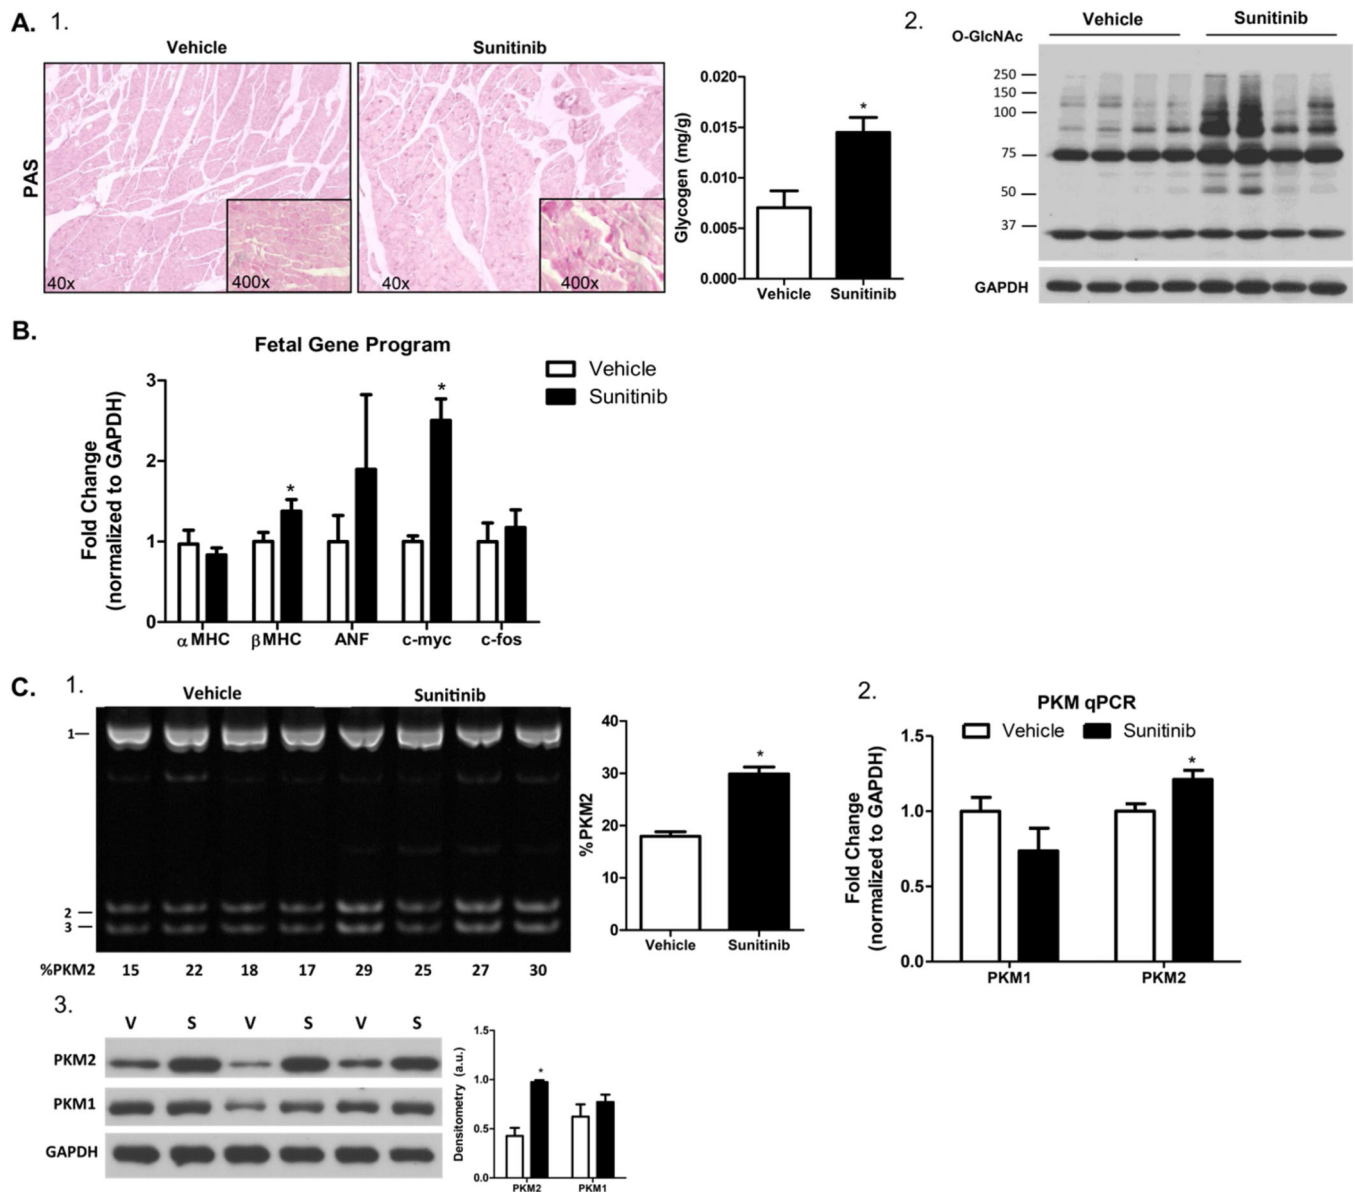 A. 1.
Vehicle
Sunitinib
PAS
40x
400x
40x
400x
Glycogen (mg/g)
0.020
0.015
0.010
0.005
0.000
*
Vehicle
Sunitinib
2.
Vehicle
Sunitinib
O-GlcNAc
250
150
100
75
50
37
GAPDH
B.
Fetal Gene Program
Vehicle
Sunitinib
Fold Change
(normalized to GAPDH)
3
2
1
0
*
*
α MHC
β MHC
ANF
c-myc
c-fos
C. 1.
Vehicle
Sunitinib
1
2
3
%PKM2 15 22 18 17 29 25 27 30
%PKM2
40
30
20
10
0
*
Vehicle
Sunitinib
2.
PKM qPCR
Vehicle
Sunitinib
Fold Change
(normalized to GAPDH)
1.5
1.0
0.5
0.0
*
PKM1
PKM2
3.
V S V S V S
PKM2
PKM1
GAPDH
Densitometry (a.u.)
1.5
1.0
0.5
0.0
*
PKM2
PKM1